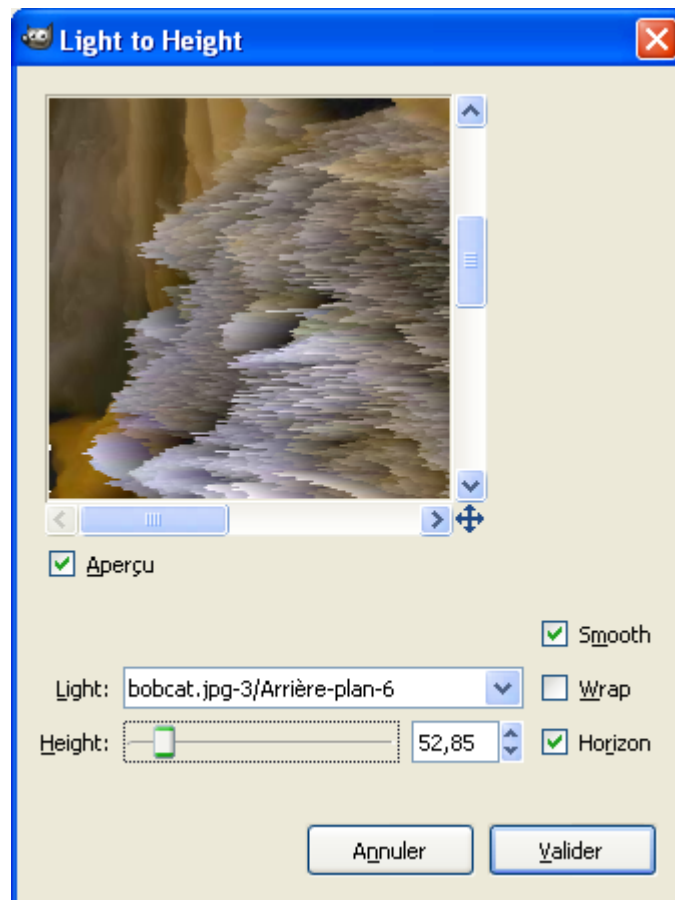 Light to Height
Aperçu
Smooth
Light: bobcat.jpg-3/Arrière-plan-6 Wrap
Height: 52,85 Horizon
Annuler Valider